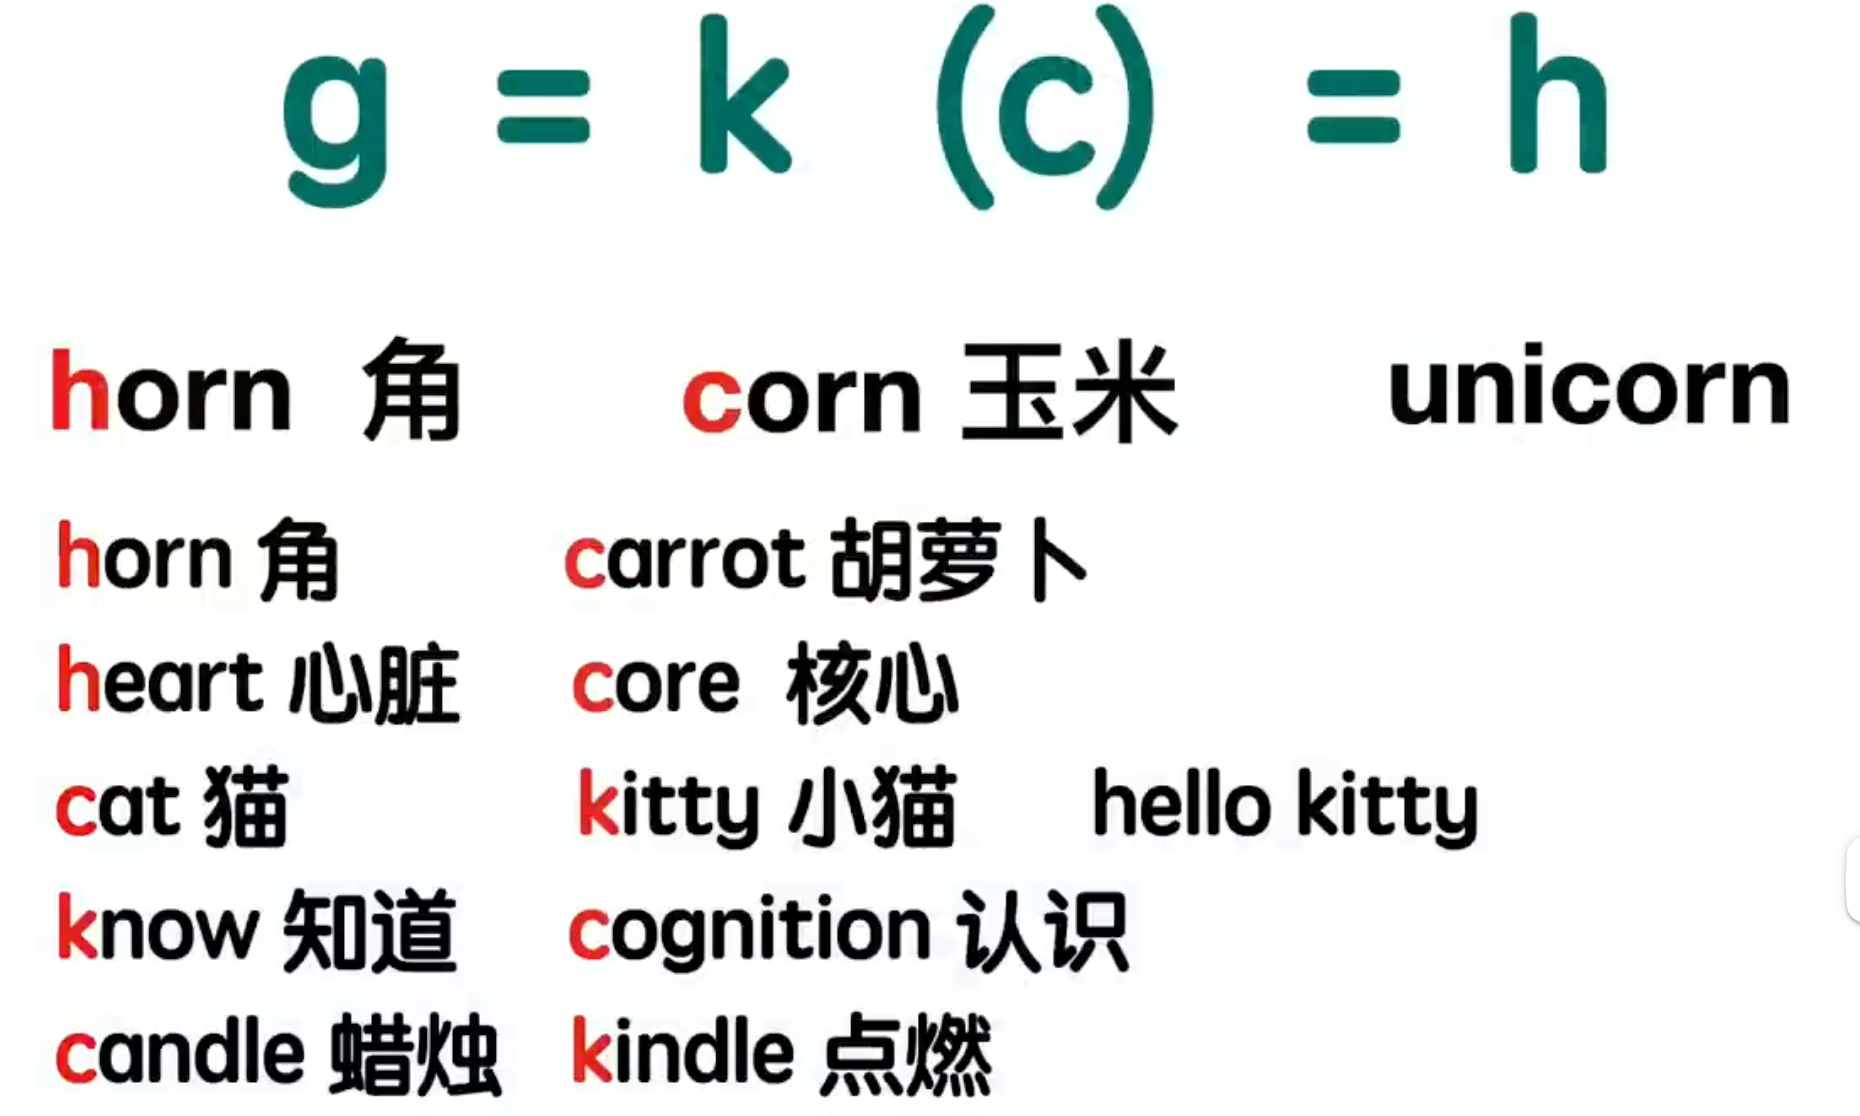 g = k (c) = h
horn 角 corn 玉米 unicorn
horn 角 carrot 胡萝卜
heart 心脏 core 核心
cat 猫 kitty 小猫 hello kitty
know 知道 cognition 认识
candle 蜡烛 kindle 点燃